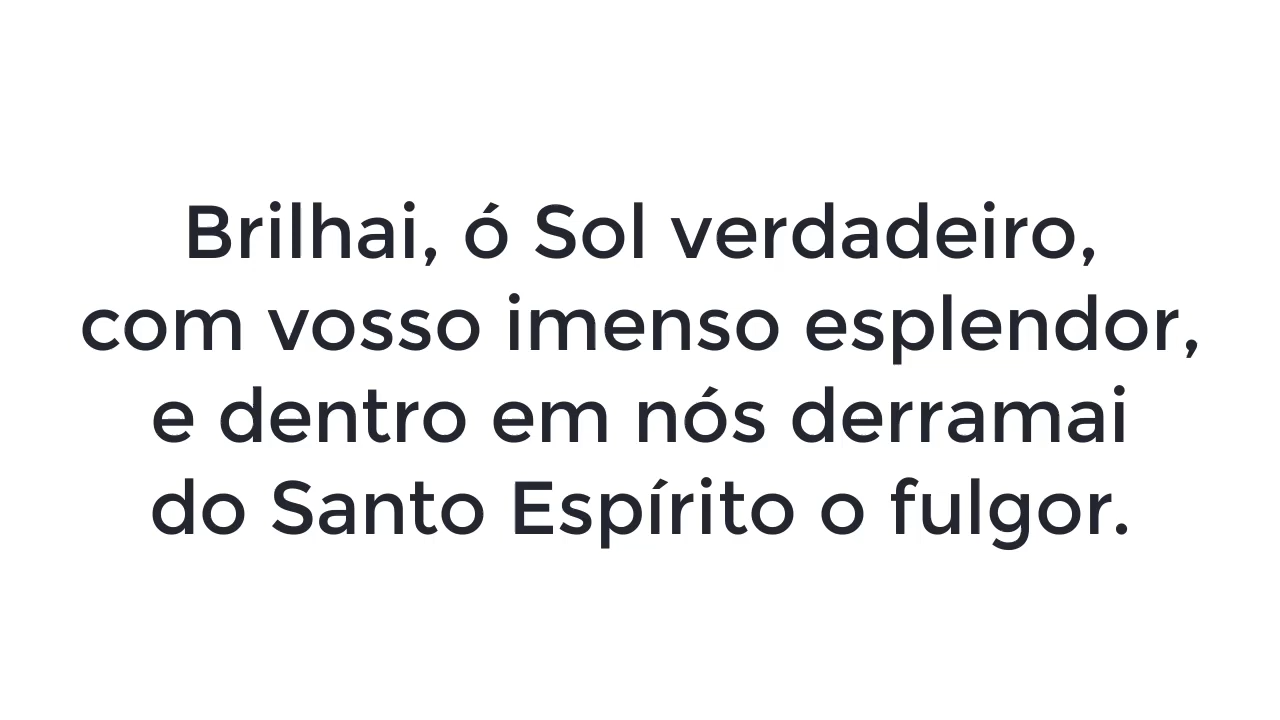 Brilhai, ó Sol verdadeiro,
com vosso imenso esplendor,
e dentro em nós derramai
do Santo Espírito o fulgor.